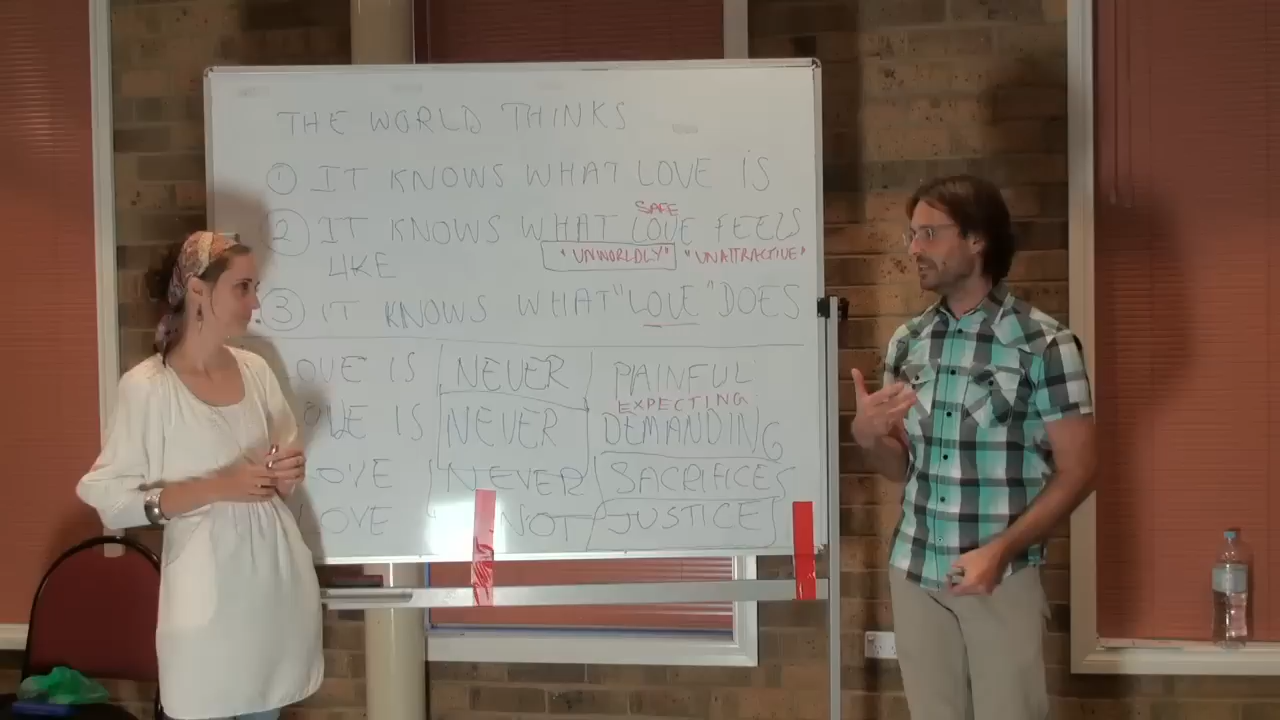 THE WORLD THINKS
① IT KNOWS WHAT LOVE IS
SAFE
② IT KNOWS WHAT LOVE FEELS
LIKE "UNWORLDLY" "UNATTRACTIVE"
③ IT KNOWS WHAT "LOVE" DOES
OVE IS NEVER PAINFUL
EXPECTING
OVE IS NEVER DEMANDING
OVE NEVER SACRIFICES
LOVE NOT JUSTICE